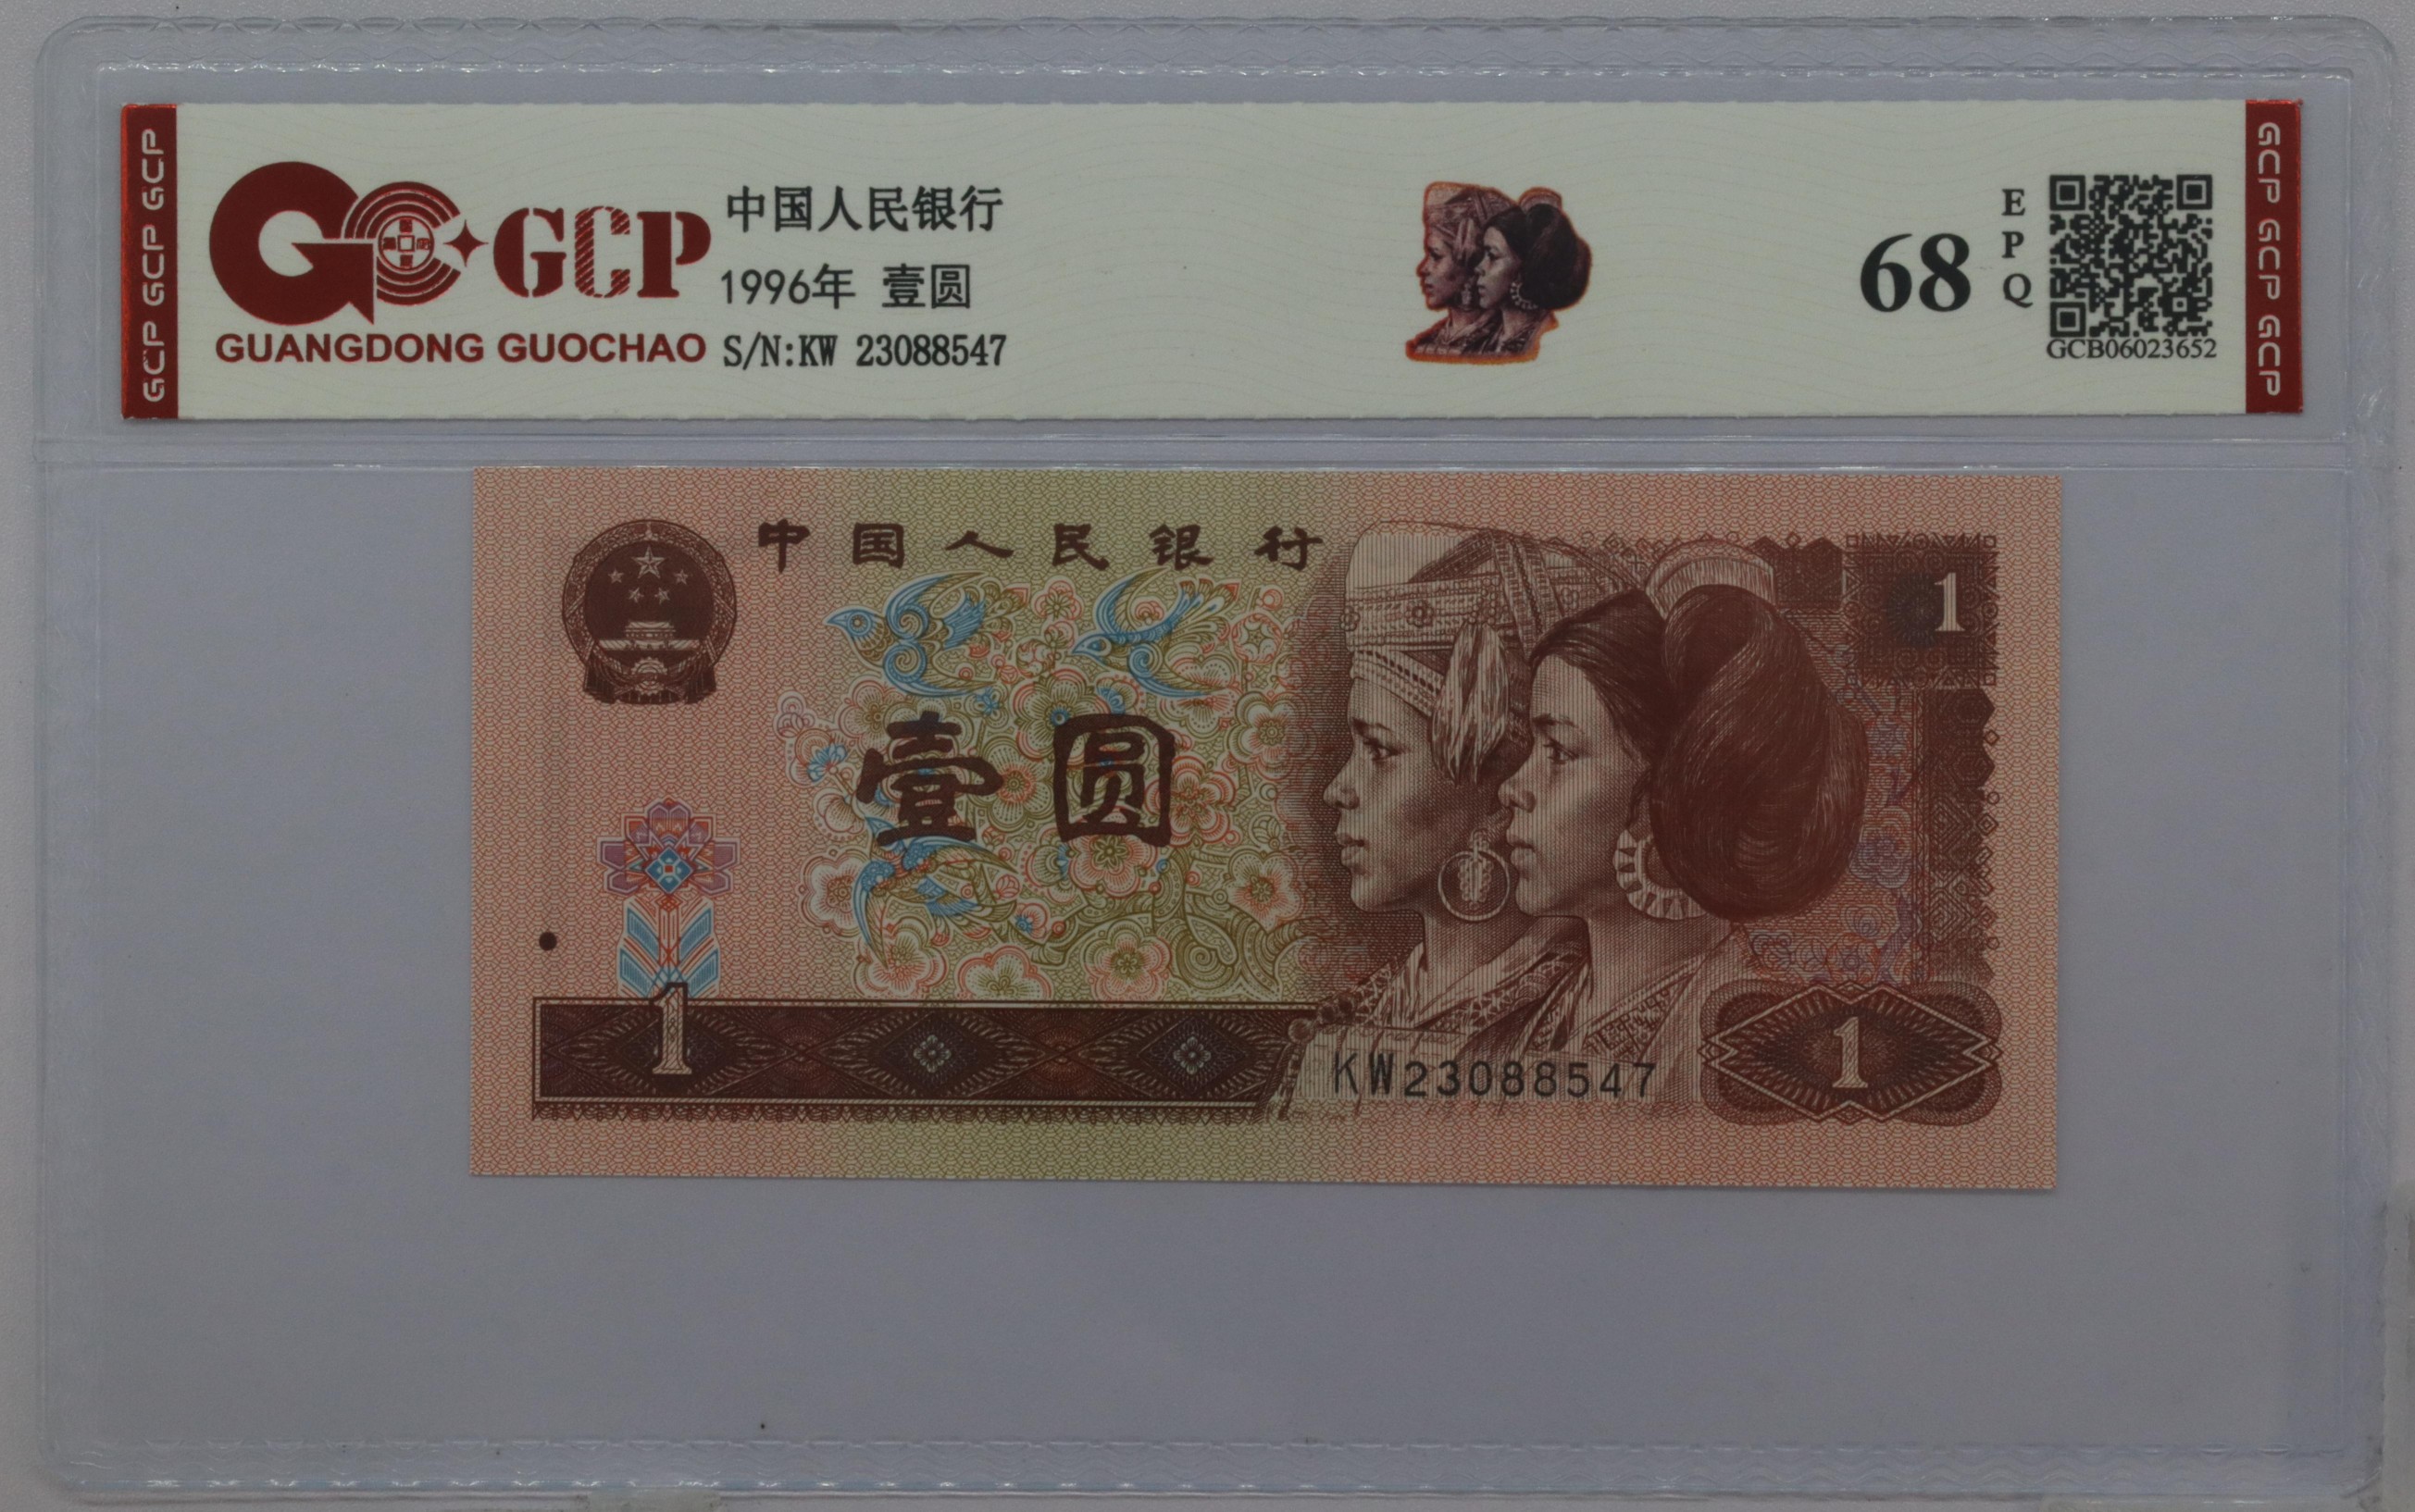 GCP GCP GCP
GCP
GUANGDONG GUOCHAO
中国人民银行
1996年 壹圆
S/N:KW 23088547
68
E
P
Q
GCB06023652
GCP GCP GCP
中国人民银行
1
壹圆
1
KW23088547
1